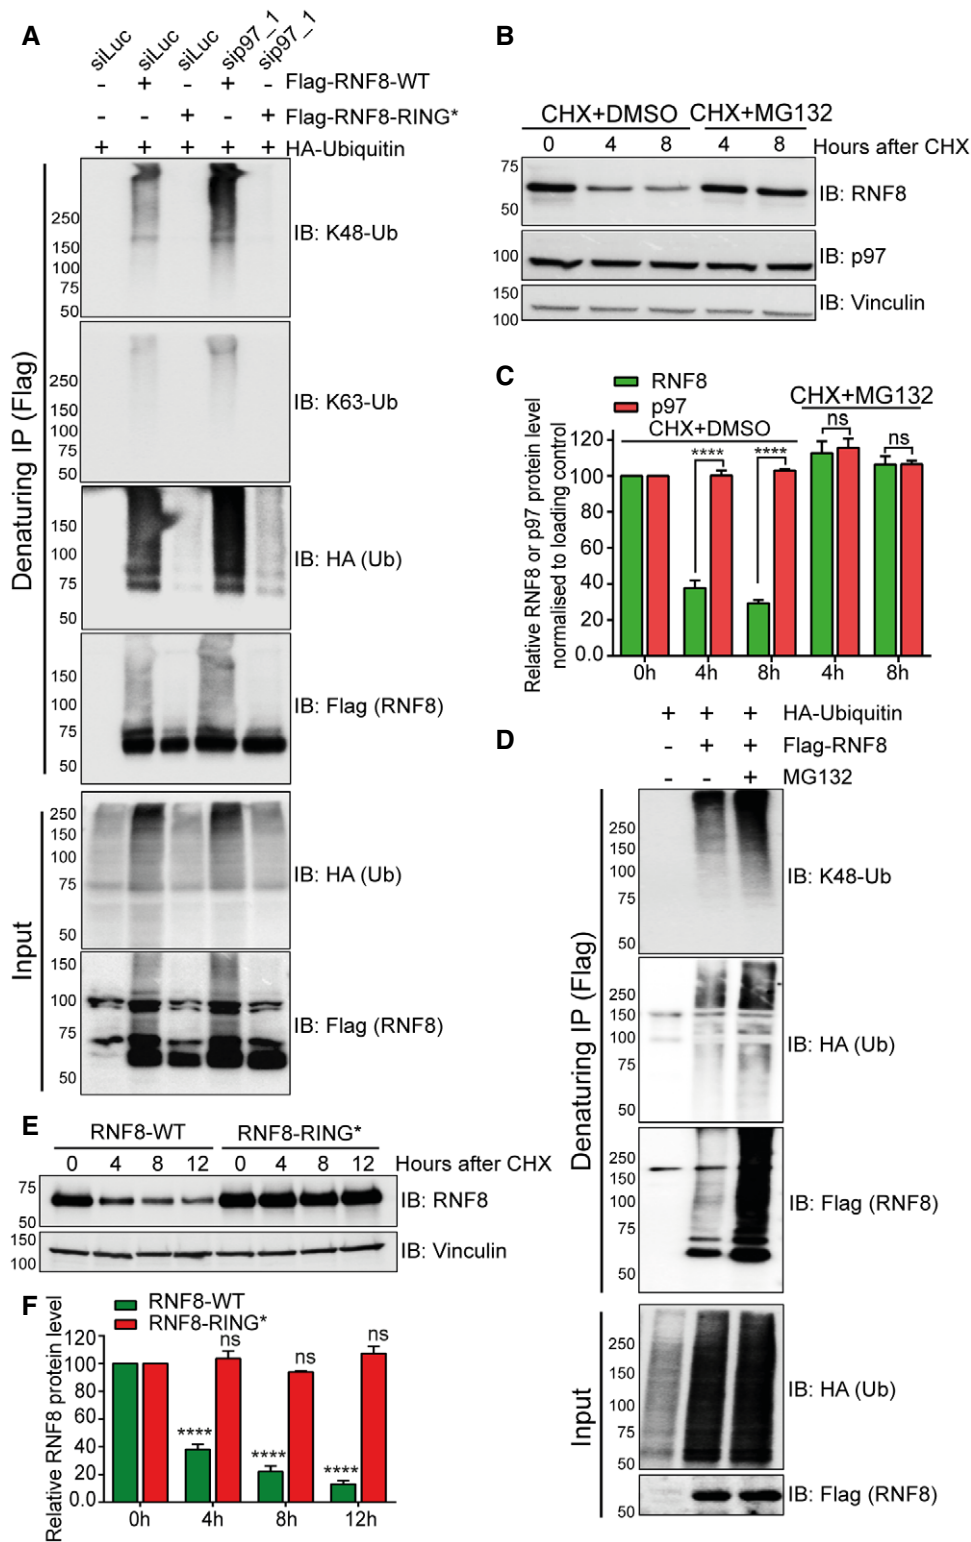 A
siLuc siLuc siLuc sip97_1 sip97_1
- + - + - Flag-RNF8-WT
- - + - + Flag-RNF8-RING*
+ + + + + HA-Ubiquitin
Denaturing IP (Flag)
250
150
100
75
50
IB: K48-Ub
250
150
100
75
50
IB: K63-Ub
150
100
75
50
IB: HA (Ub)
150
100
75
50
IB: Flag (RNF8)
Input
250
150
100
75
50
IB: HA (Ub)
150
100
75
50
IB: Flag (RNF8)
B
CHX+DMSO CHX+MG132
0 4 8 4 8 Hours after CHX
75
50
IB: RNF8
100
IB: p97
150
100
IB: Vinculin
C
RNF8
p97
CHX+DMSO
CHX+MG132
**** **** ns ns
Relative RNF8 or p97 protein level
normalised to loading control
120
100
80
60
40
20
0.0
0h 4h 8h 4h 8h
D
+ + + HA-Ubiquitin
- + + Flag-RNF8
- - + MG132
Denaturing IP (Flag)
250
150
100
75
50
IB: K48-Ub
250
150
100
75
50
IB: HA (Ub)
250
150
100
75
50
IB: Flag (RNF8)
Input
250
150
100
75
50
IB: HA (Ub)
50
IB: Flag (RNF8)
E
RNF8-WT RNF8-RING*
0 4 8 12 0 4 8 12 Hours after CHX
75
50
IB: RNF8
150
100
IB: Vinculin
F
RNF8-WT
RNF8-RING*
Relative RNF8 protein level
120
100
80
60
40
20
0.0
**** ns **** ns **** ns
0h 4h 8h 12h